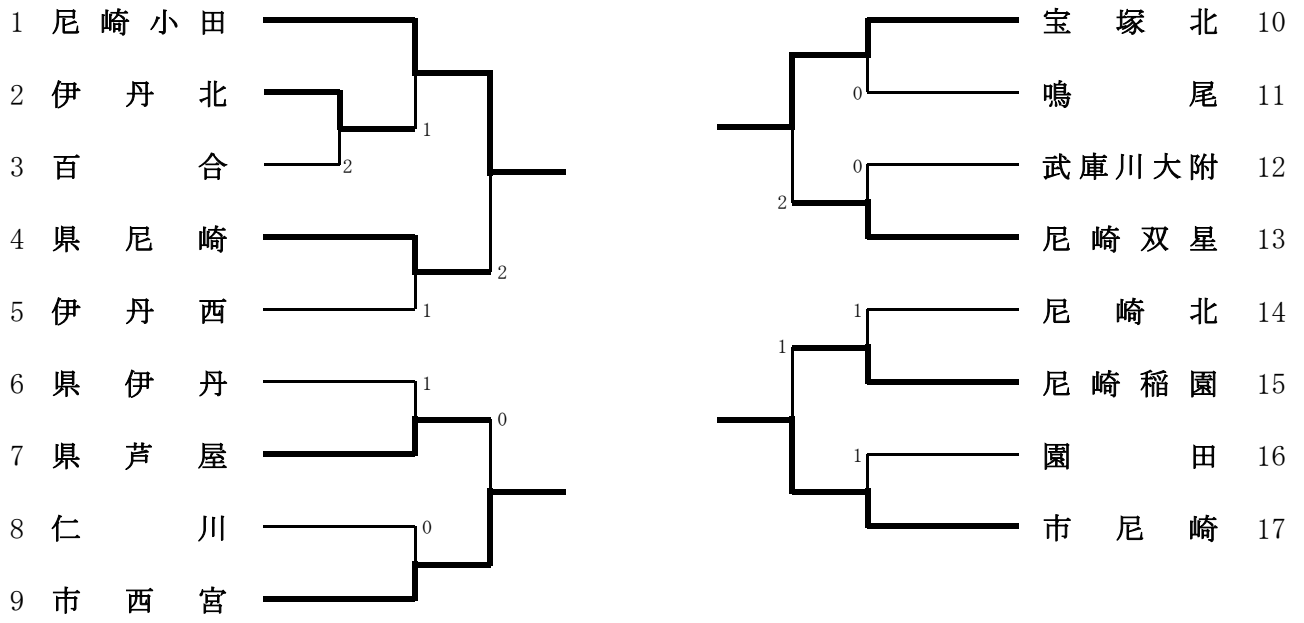 1 尼崎小田
2 伊丹北
1
3 百合
2
4 県尼崎
2
5 伊丹西
1
6 県伊丹
1
0
7 県芦屋
8 仁川
0
9 市西宮
宝塚北 10
0 鳴尾 11
0 武庫川大附 12
2
尼崎双星 13
1 尼崎北 14
1
尼崎稲園 15
1 園田 16
市尼崎 17